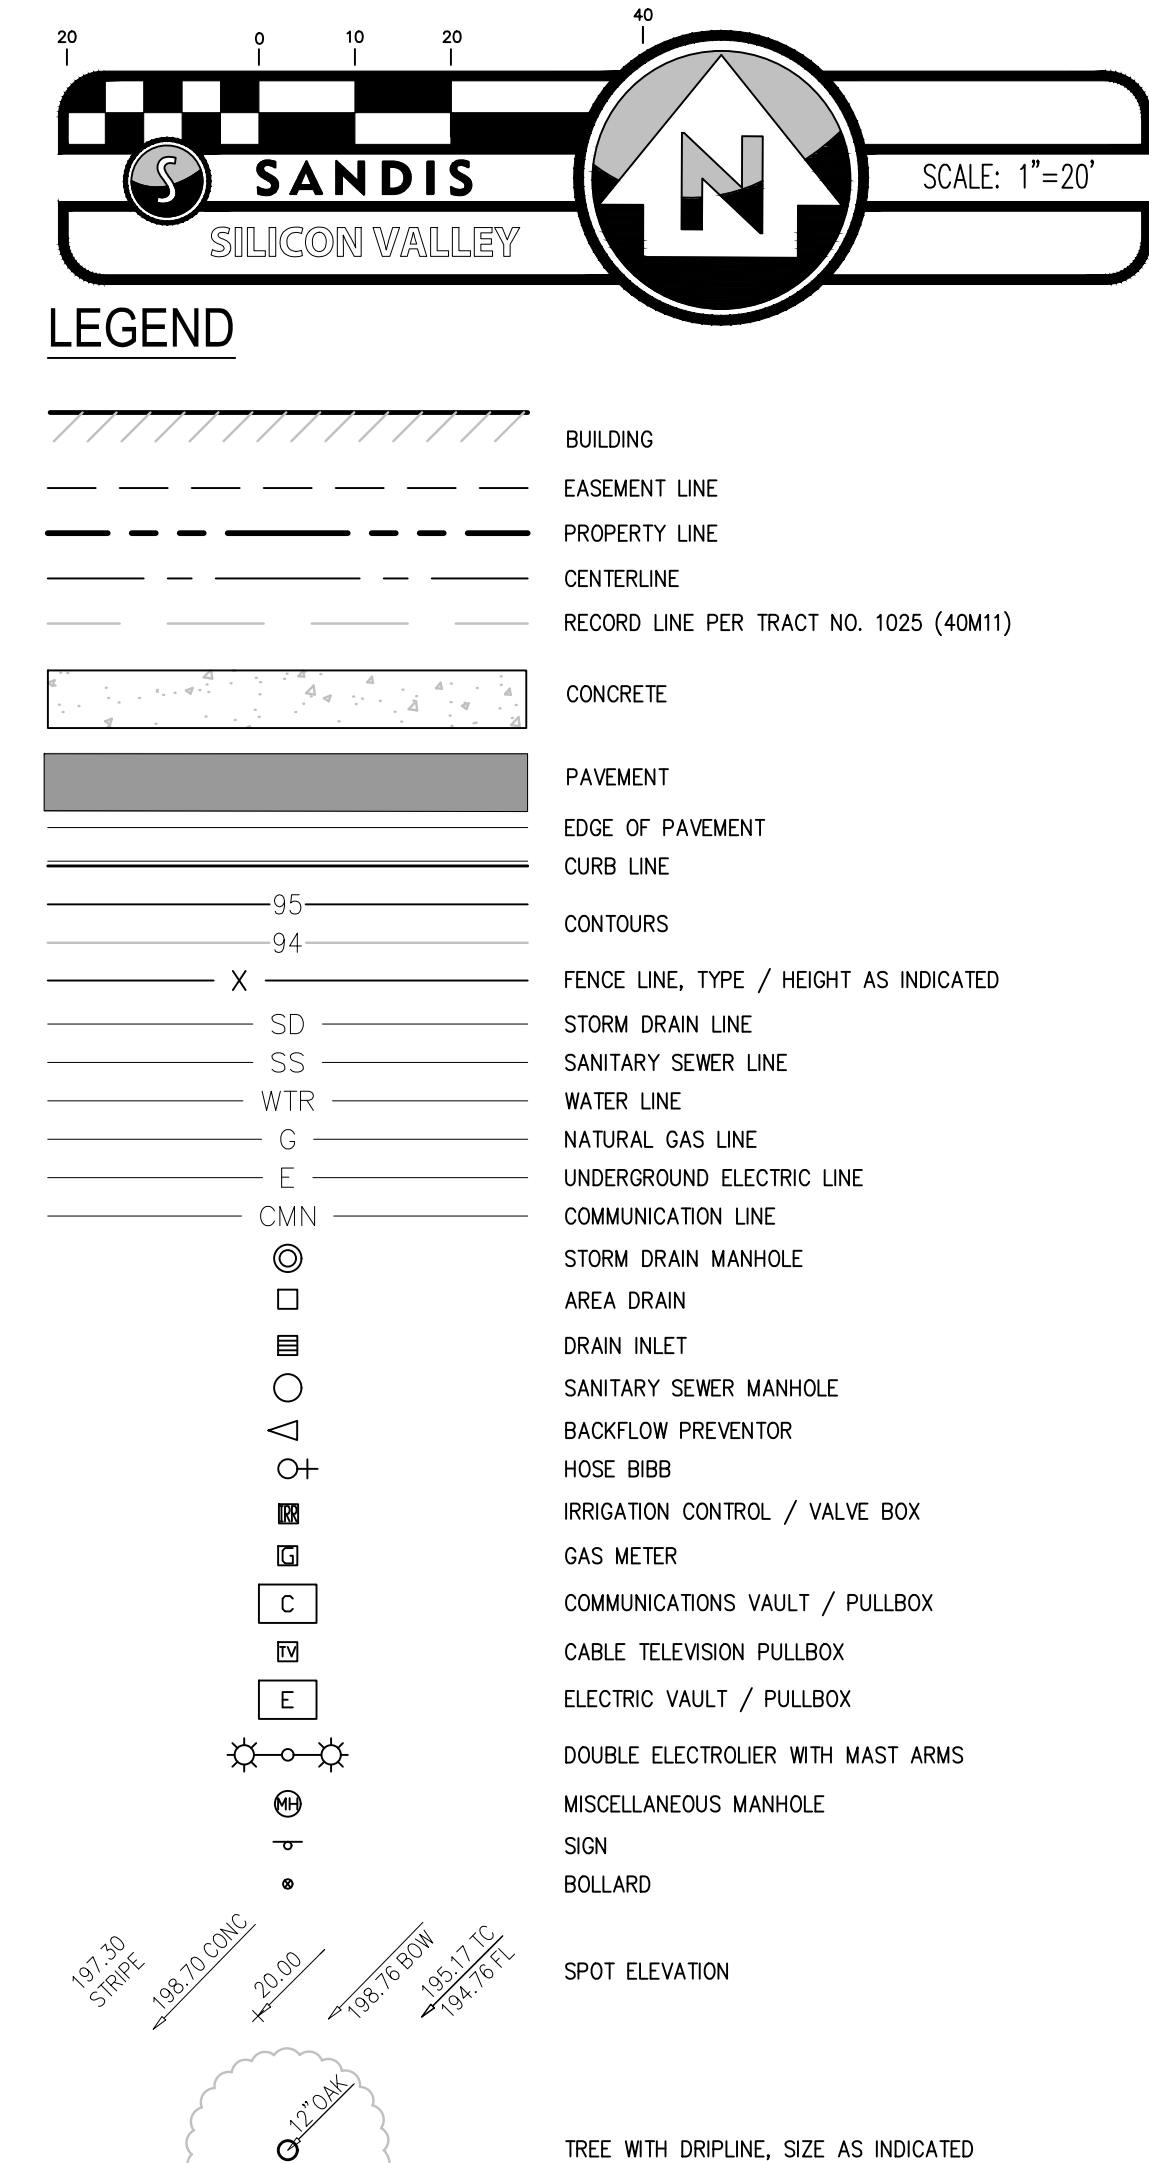 20 0 10 20 40
S SANDIS
N
SCALE: 1"=20'
SILICON VALLEY
LEGEND
BUILDING
EASEMENT LINE
PROPERTY LINE
CENTERLINE
RECORD LINE PER TRACT NO. 1025 (40M11)
CONCRETE
PAVEMENT
EDGE OF PAVEMENT
CURB LINE
95
CONTOURS
94
X FENCE LINE, TYPE / HEIGHT AS INDICATED
SD STORM DRAIN LINE
SS SANITARY SEWER LINE
WTR WATER LINE
G NATURAL GAS LINE
E UNDERGROUND ELECTRIC LINE
CMN COMMUNICATION LINE
STORM DRAIN MANHOLE
AREA DRAIN
DRAIN INLET
SANITARY SEWER MANHOLE
BACKFLOW PREVENTOR
HOSE BIBB
IRR IRRIGATION CONTROL / VALVE BOX
G GAS METER
C COMMUNICATIONS VAULT / PULLBOX
TV CABLE TELEVISION PULLBOX
E ELECTRIC VAULT / PULLBOX
DOUBLE ELECTROLIER WITH MAST ARMS
MH MISCELLANEOUS MANHOLE
SIGN
BOLLARD
197.30
STRIPE
198.70 CONC
20.00
198.76 BOW
195.17 TC
194.76 FL
SPOT ELEVATION
12"OAK
TREE WITH DRIPLINE, SIZE AS INDICATED